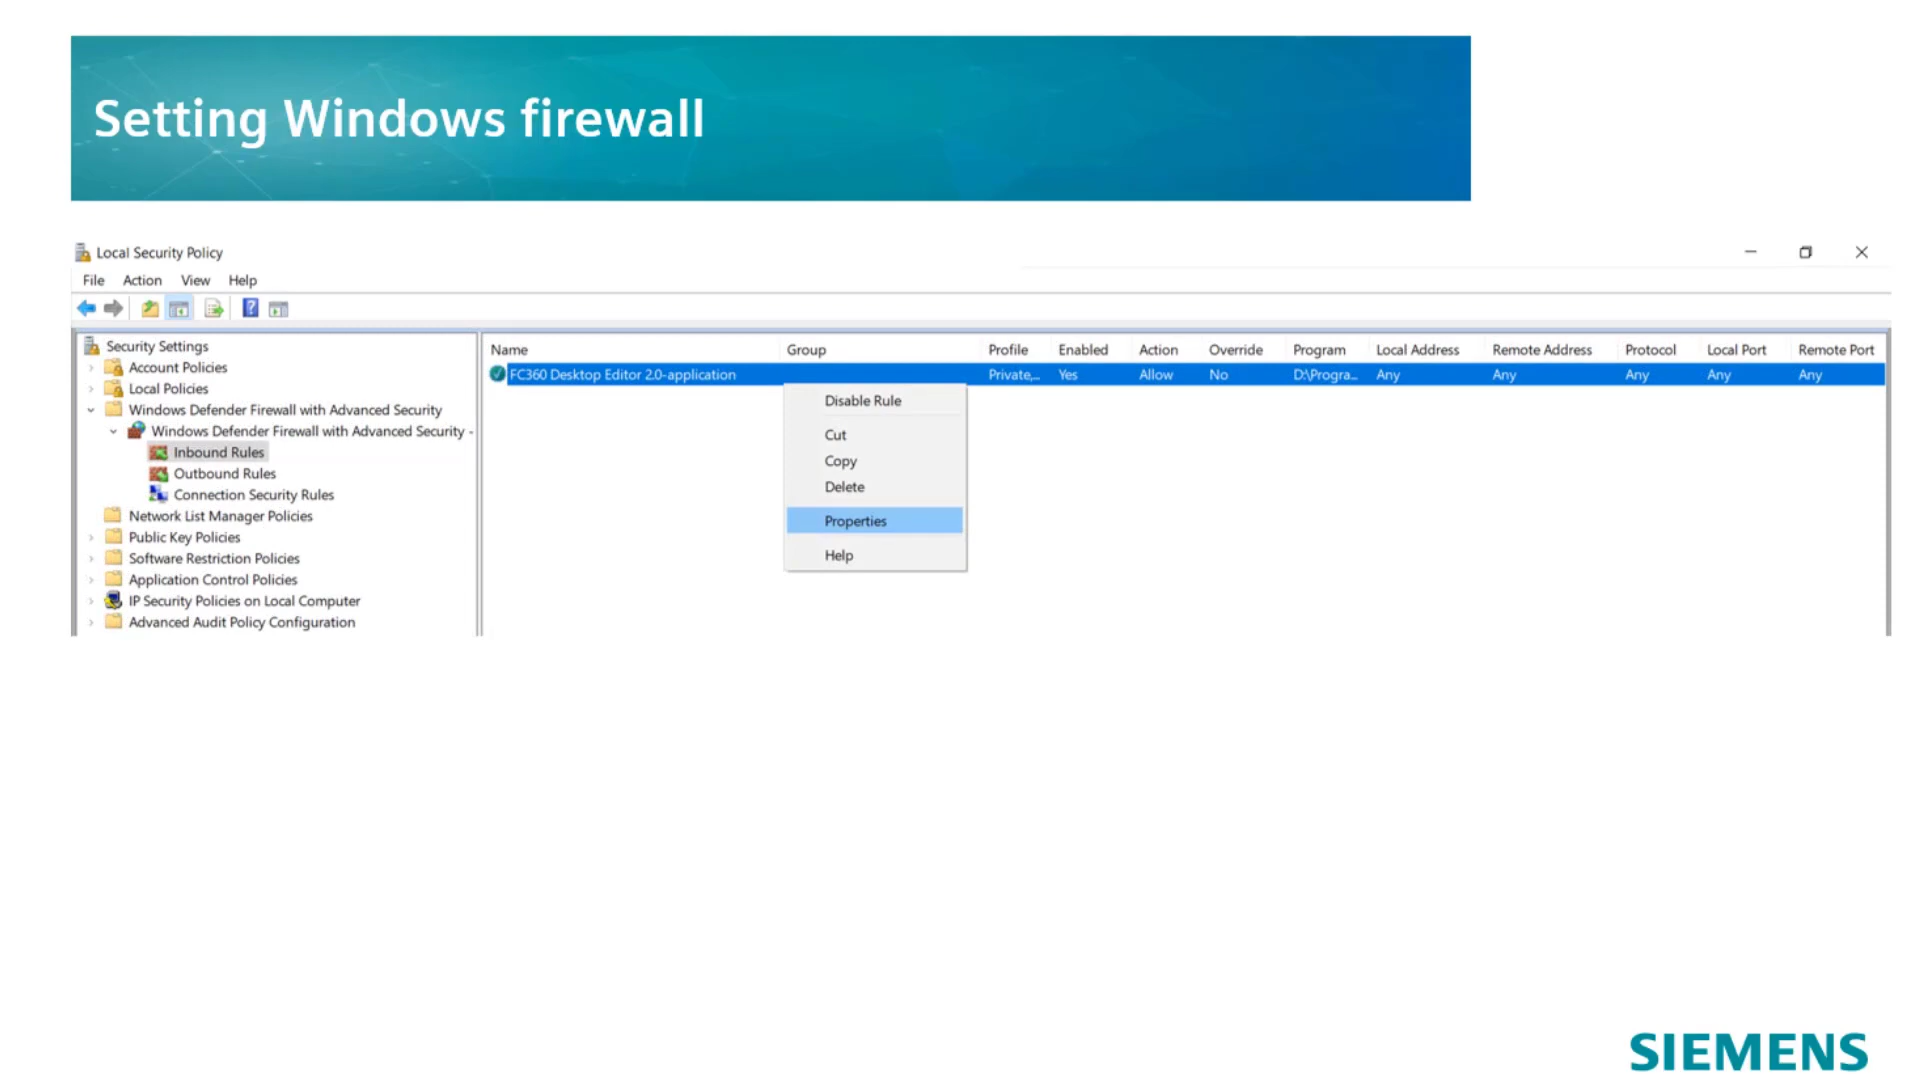 Setting Windows firewall
Local Security Policy
File Action View Help
Security Settings
Account Policies
Local Policies
Windows Defender Firewall with Advanced Security
Windows Defender Firewall with Advanced Security -
Inbound Rules
Outbound Rules
Connection Security Rules
Network List Manager Policies
Public Key Policies
Software Restriction Policies
Application Control Policies
IP Security Policies on Local Computer
Advanced Audit Policy Configuration
Name Group Profile Enabled Action Override Program Local Address Remote Address Protocol Local Port Remote Port
FC360 Desktop Editor 2.0-application Private,... Yes Allow No D:\Progra... Any Any Any Any Any
Disable Rule
Cut
Copy
Delete
Properties
Help
SIEMENS